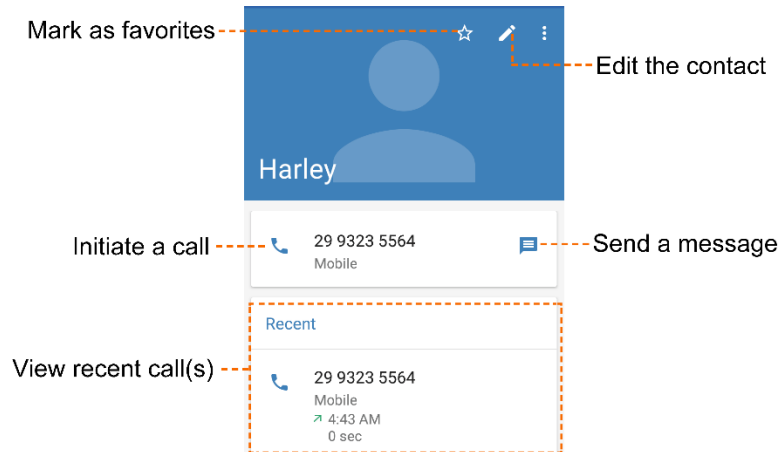 Mark as favorites
Edit the contact
Harley
Initiate a call
29 9323 5564
Mobile
Send a message
Recent
View recent call(s)
29 9323 5564
Mobile
4:43 AM
0 sec